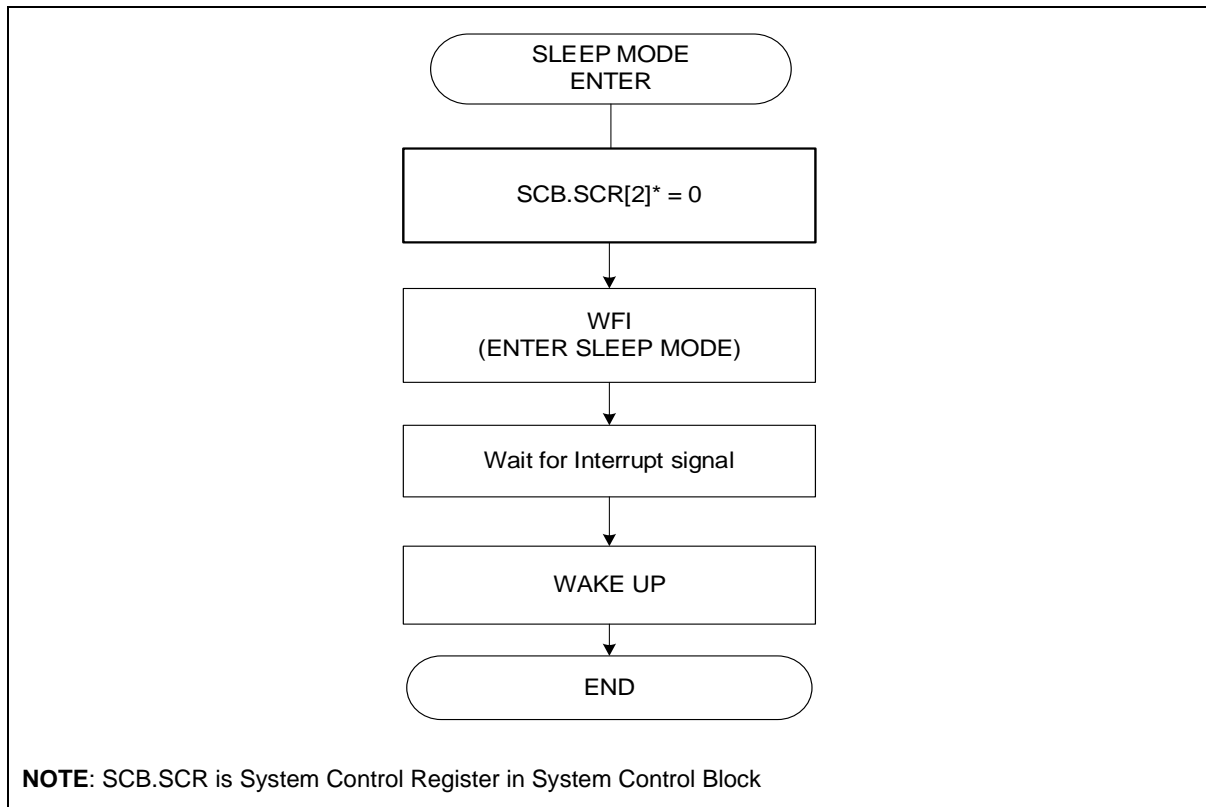 SLEEP MODE
ENTER
SCB.SCR[2]* = 0
WFI
(ENTER SLEEP MODE)
Wait for Interrupt signal
WAKE UP
END
NOTE: SCB.SCR is System Control Register in System Control Block